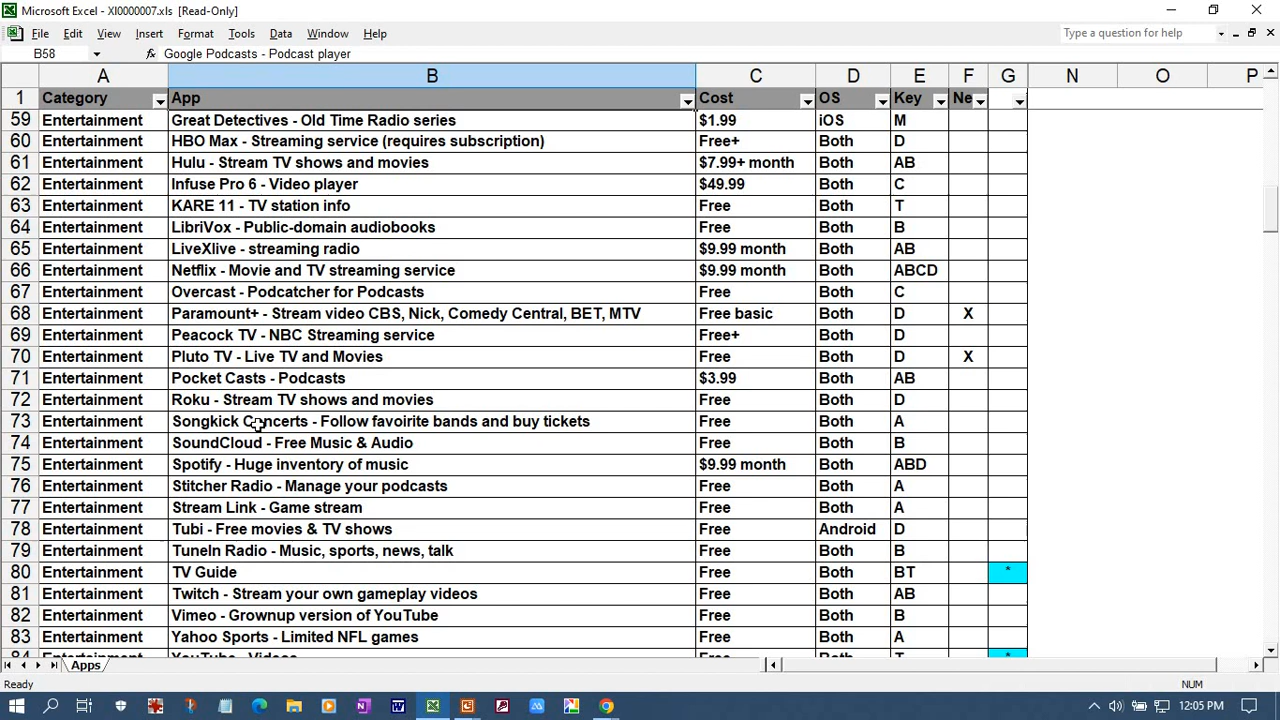 Microsoft Excel - XI0000007.xls [Read-Only]
File Edit View Insert Format Tools Data Window Help Type a question for help
B58 fx Google Podcasts - Podcast player
A B C D E F G N O P
1 Category App Cost OS Key Ne
59 Entertainment Great Detectives - Old Time Radio series $1.99 iOS M
60 Entertainment HBO Max - Streaming service (requires subscription) Free+ Both D
61 Entertainment Hulu - Stream TV shows and movies $7.99+ month Both AB
62 Entertainment Infuse Pro 6 - Video player $49.99 Both C
63 Entertainment KARE 11 - TV station info Free Both T
64 Entertainment LibriVox - Public-domain audiobooks Free Both B
65 Entertainment LiveXlive - streaming radio $9.99 month Both AB
66 Entertainment Netflix - Movie and TV streaming service $9.99 month Both ABCD
67 Entertainment Overcast - Podcatcher for Podcasts Free Both C
68 Entertainment Paramount+ - Stream video CBS, Nick, Comedy Central, BET, MTV Free basic Both D X
69 Entertainment Peacock TV - NBC Streaming service Free+ Both D
70 Entertainment Pluto TV - Live TV and Movies Free Both D X
71 Entertainment Pocket Casts - Podcasts $3.99 Both AB
72 Entertainment Roku - Stream TV shows and movies Free Both D
73 Entertainment Songkick Concerts - Follow favoirite bands and buy tickets Free Both A
74 Entertainment SoundCloud - Free Music & Audio Free Both B
75 Entertainment Spotify - Huge inventory of music $9.99 month Both ABD
76 Entertainment Stitcher Radio - Manage your podcasts Free Both A
77 Entertainment Stream Link - Game stream Free Both A
78 Entertainment Tubi - Free movies & TV shows Free Android D
79 Entertainment TuneIn Radio - Music, sports, news, talk Free Both B
80 Entertainment TV Guide Free Both BT *
81 Entertainment Twitch - Stream your own gameplay videos Free Both AB
82 Entertainment Vimeo - Grownup version of YouTube Free Both B
83 Entertainment Yahoo Sports - Limited NFL games Free Both A
84 Entertainment YouTube - Videos Free Both T *
Apps
Ready NUM
12:05 PM